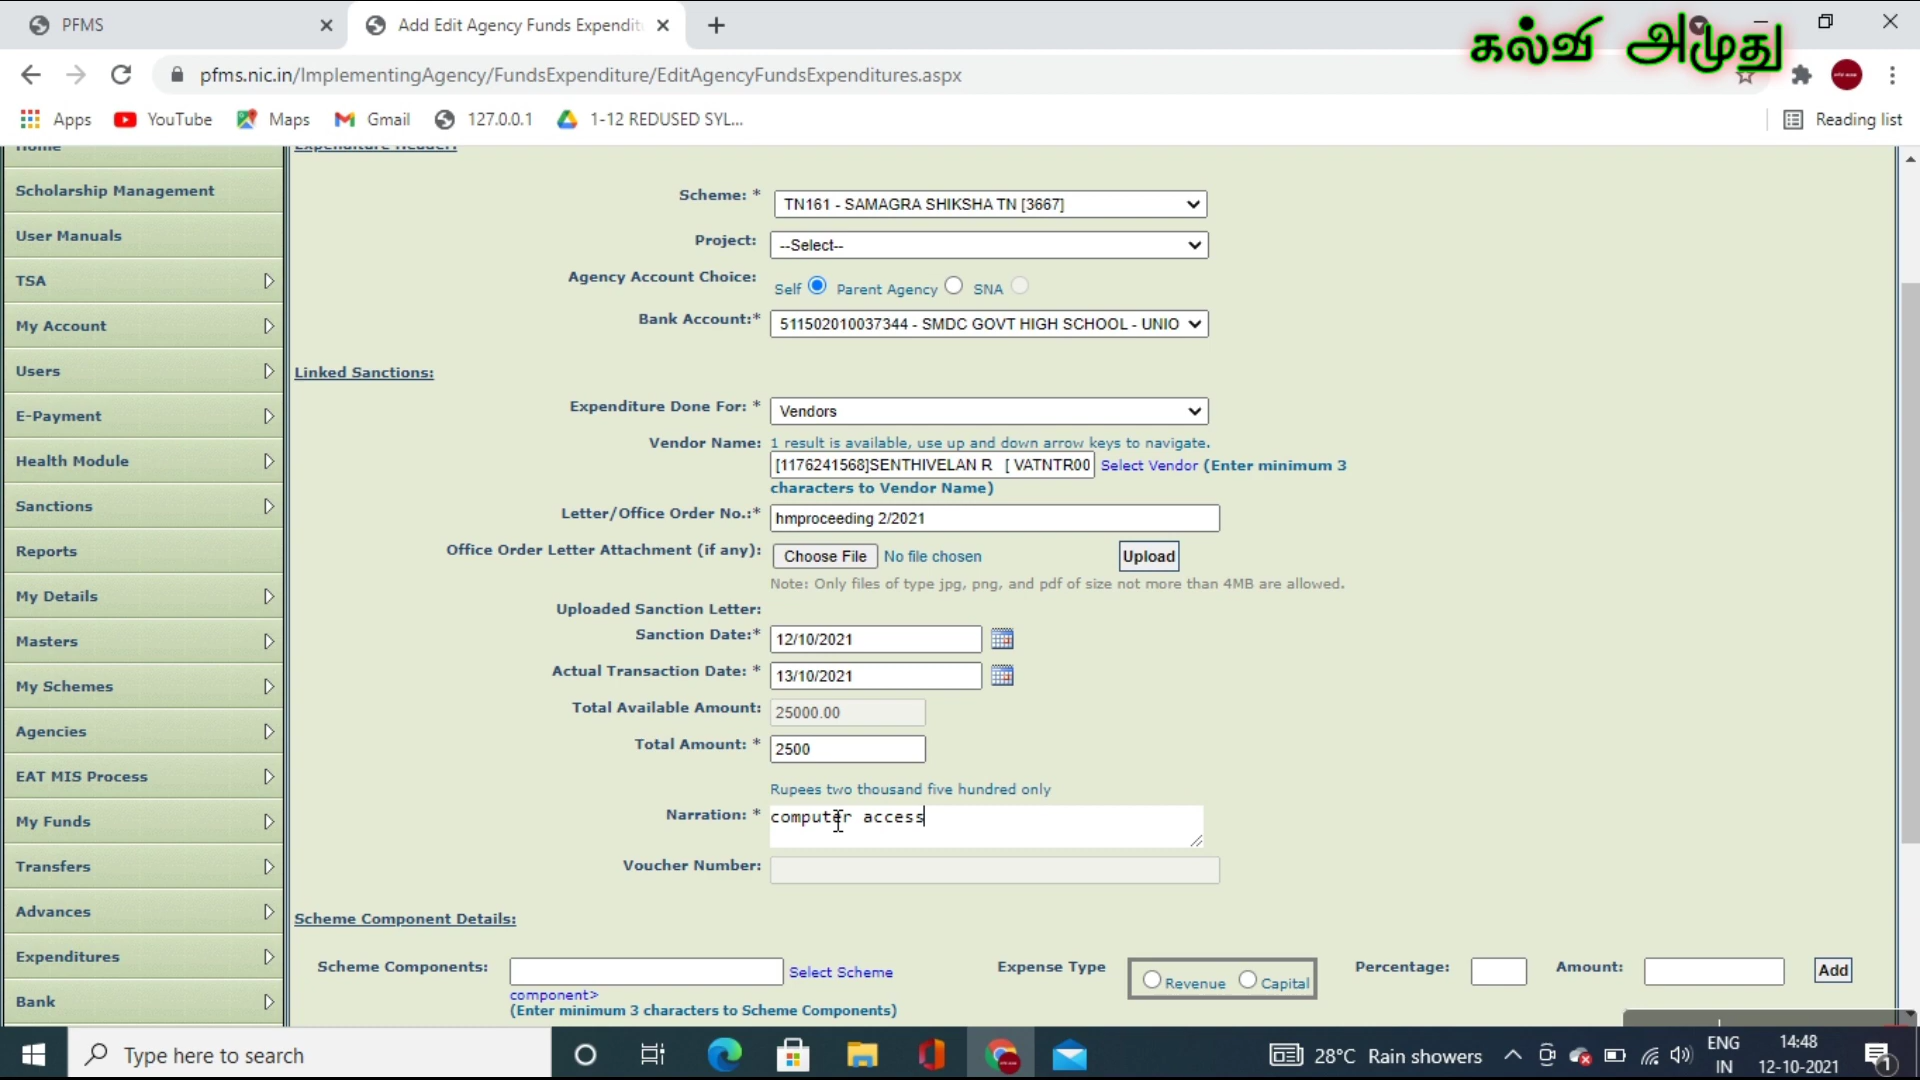 PFMS
Add Edit Agency Funds Expendit
கல்வி அமுது
pfms.nic.in/ImplementingAgency/FundsExpenditure/EditAgencyFundsExpenditures.aspx
Apps YouTube Maps Gmail 127.0.0.1 1-12 REDUSED SYL... Reading list
Home
Scholarship Management
User Manuals
TSA
My Account
Users
E-Payment
Health Module
Sanctions
Reports
My Details
Masters
My Schemes
Agencies
EAT MIS Process
My Funds
Transfers
Advances
Expenditures
Bank
Expenditure Header:
Scheme: * TN161 - SAMAGRA SHIKSHA TN [3667]
Project: --Select--
Agency Account Choice: Self Parent Agency SNA
Bank Account:* 511502010037344 - SMDC GOVT HIGH SCHOOL - UNIO
Linked Sanctions:
Expenditure Done For: * Vendors
Vendor Name: 1 result is available, use up and down arrow keys to navigate.
[1176241568]SENTHIVELAN R [ VATNTR00 Select Vendor (Enter minimum 3
characters to Vendor Name)
Letter/Office Order No.:* hmproceeding 2/2021
Office Order Letter Attachment (if any): Choose File No file chosen Upload
Note: Only files of type jpg, png, and pdf of size not more than 4MB are allowed.
Uploaded Sanction Letter:
Sanction Date:* 12/10/2021
Actual Transaction Date: * 13/10/2021
Total Available Amount: 25000.00
Total Amount: * 2500
Rupees two thousand five hundred only
Narration: * computer access
Voucher Number:
Scheme Component Details:
Scheme Components: Select Scheme Expense Type Revenue Capital Percentage: Amount: Add
component>
(Enter minimum 3 characters to Scheme Components)
Type here to search
28°C Rain showers
ENG
IN
14:48
12-10-2021
1